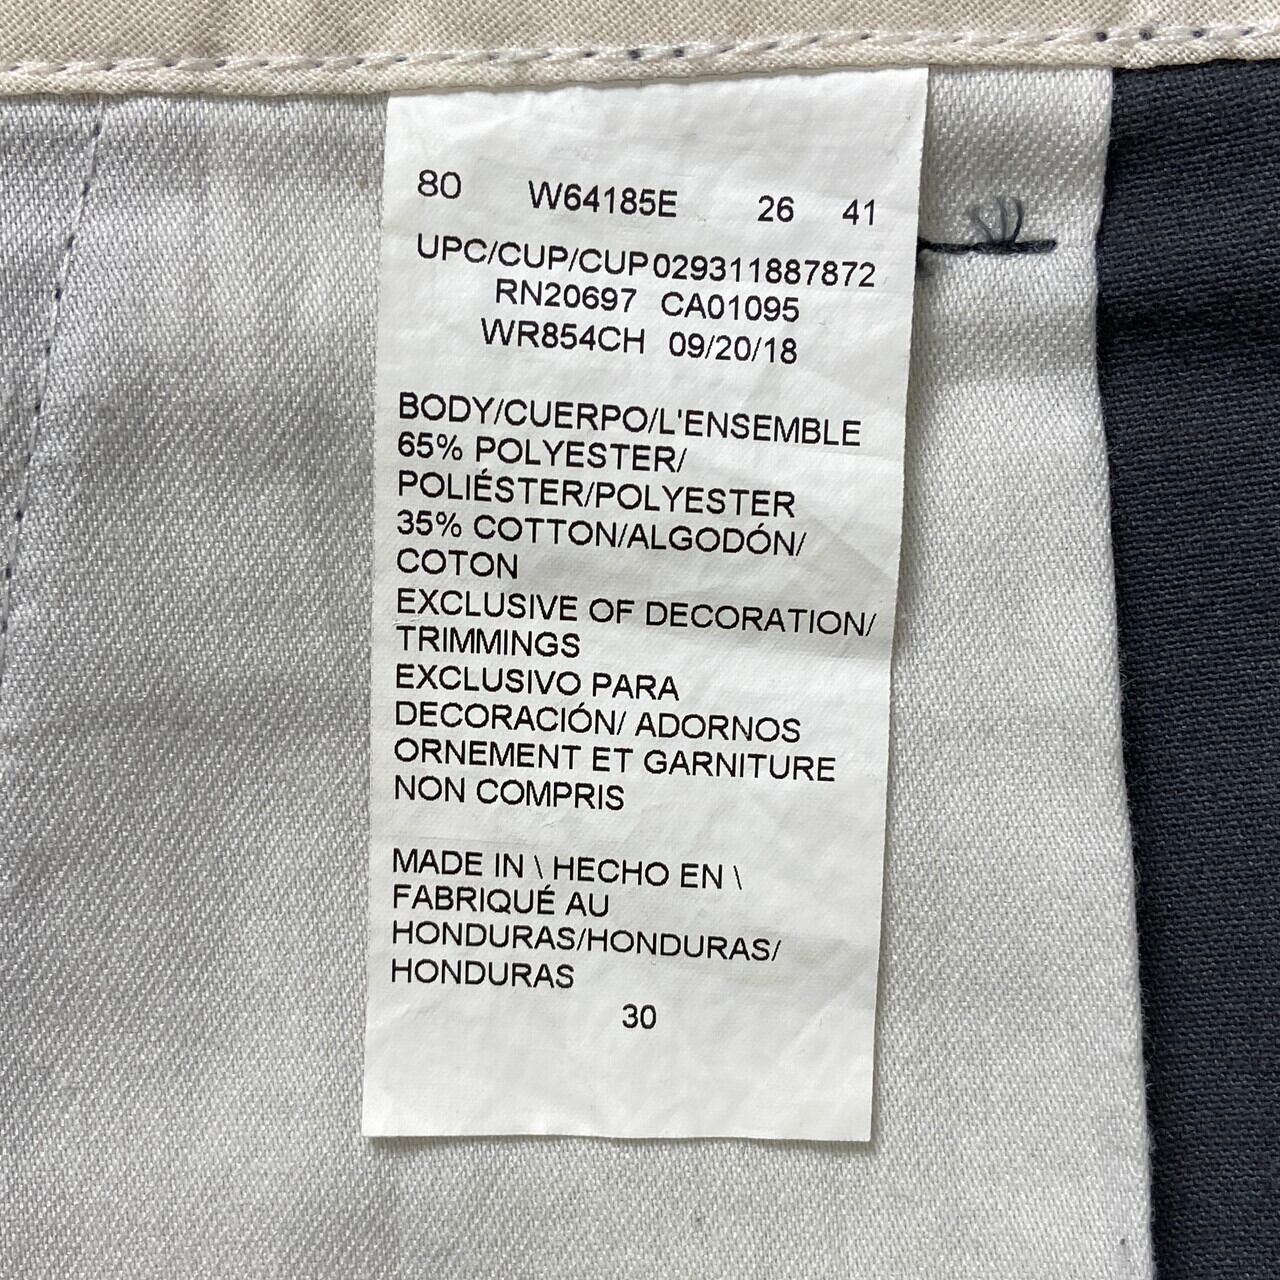 80 W64185E 26 41
UPC/CUP/CUP029311887872
RN20697 CA01095
WR854CH 09/20/18
BODY/CUERPO/L'ENSEMBLE
65% POLYESTER/
POLIÉSTER/POLYESTER
35% COTTON/ALGODÓN/
COTON
EXCLUSIVE OF DECORATION/
TRIMMINGS
EXCLUSIVO PARA
DECORACIÓN/ ADORNOS
ORNEMENT ET GARNITURE
NON COMPRIS
MADE IN \ HECHO EN \
FABRIQUÉ AU
HONDURAS/HONDURAS/
HONDURAS
30